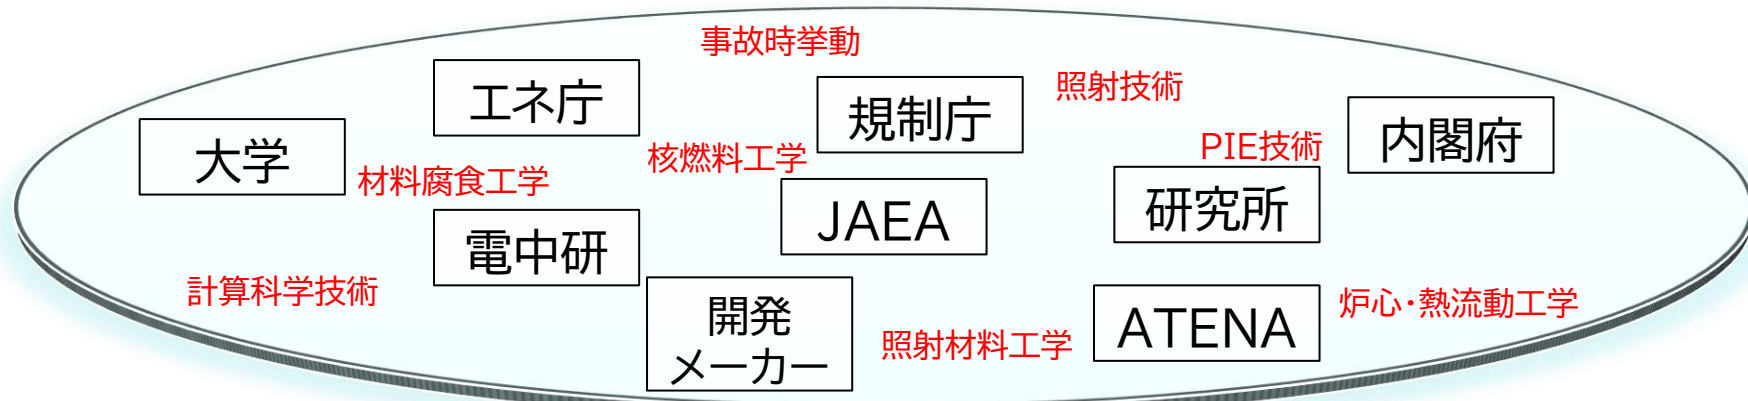 事故時挙動
エネ庁
規制庁
照射技術
内閣府
大学
材料腐食工学
核燃料工学
PIE技術
JAEA
研究所
電中研
計算科学技術
開発
メーカー
照射材料工学
ATENA
炉心・熱流動工学